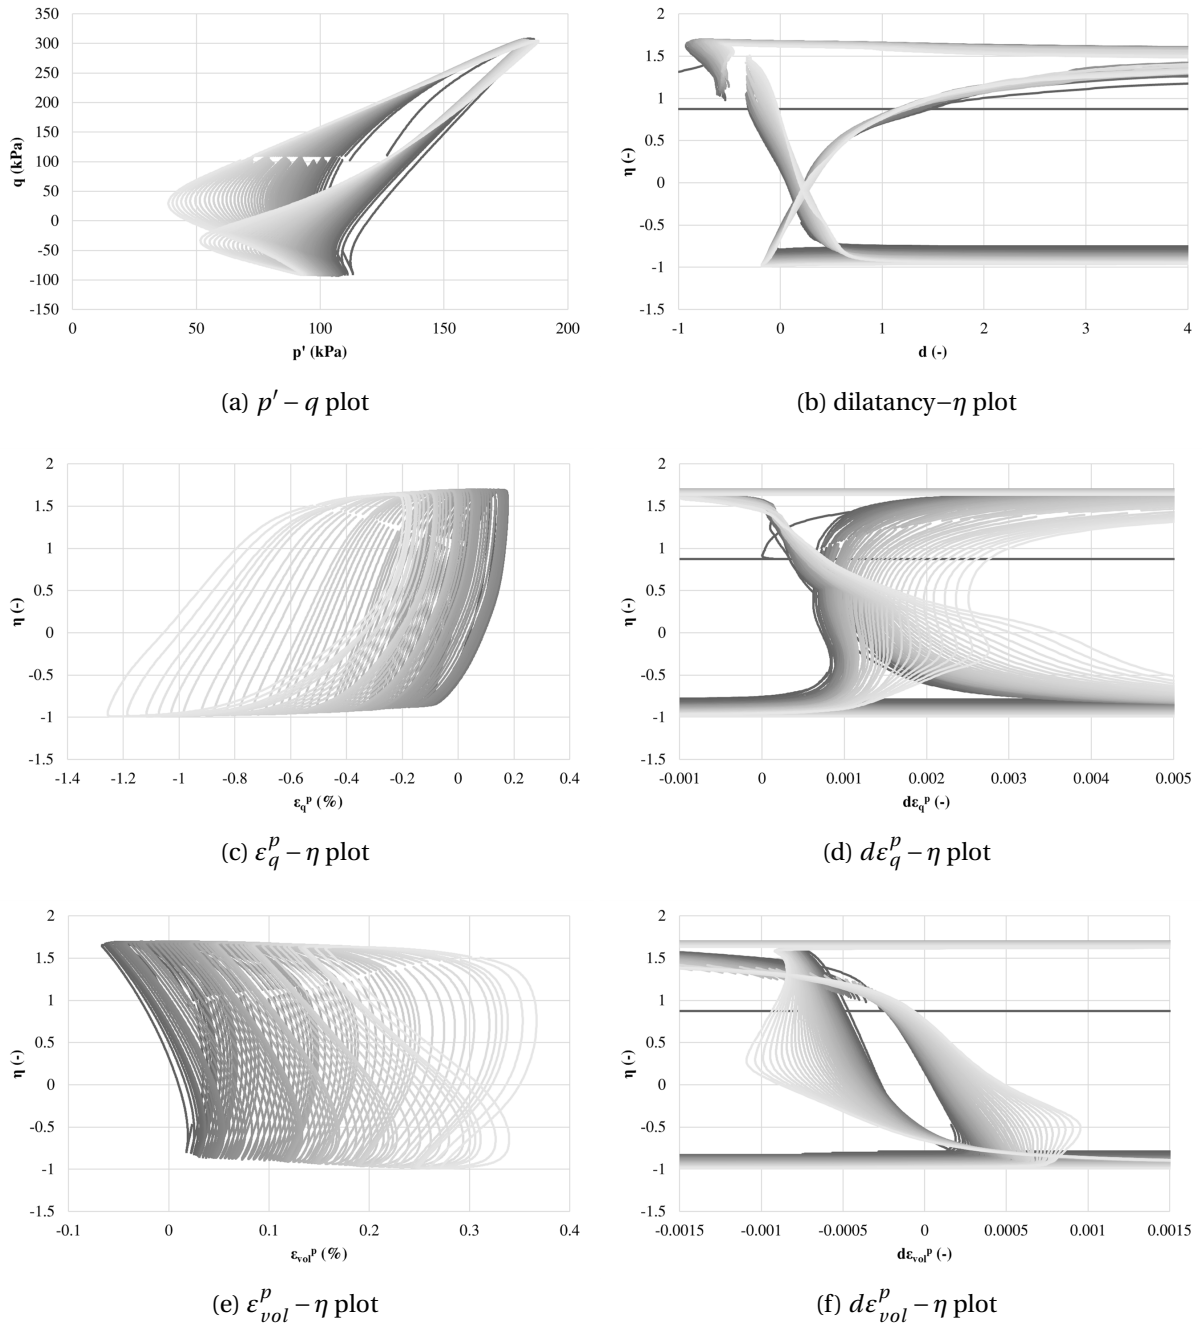 350
300
250
200
150
100
50
0
-50
-100
-150
q (kPa)
0 50 100 150 200
p' (kPa)
(a) p′ − q plot
2
1.5
1
0.5
0
-0.5
-1
-1.5
η (-)
-1 0 1 2 3 4
d (-)
(b) dilatancy−η plot
2
1.5
1
0.5
0
-0.5
-1
-1.5
η (-)
-1.4 -1.2 -1 -0.8 -0.6 -0.4 -0.2 0 0.2 0.4
εqᵖ (%)
(c) ε_q^p − η plot
2
1.5
1
0.5
0
-0.5
-1
-1.5
η (-)
-0.001 0 0.001 0.002 0.003 0.004 0.005
dεqᵖ (-)
(d) dε_q^p − η plot
2
1.5
1
0.5
0
-0.5
-1
-1.5
η (-)
-0.1 0 0.1 0.2 0.3 0.4
εvolᵖ (%)
(e) ε_vol^p − η plot
2
1.5
1
0.5
0
-0.5
-1
-1.5
η (-)
-0.0015 -0.001 -0.0005 0 0.0005 0.001 0.0015
dεvolᵖ (-)
(f) dε_vol^p − η plot